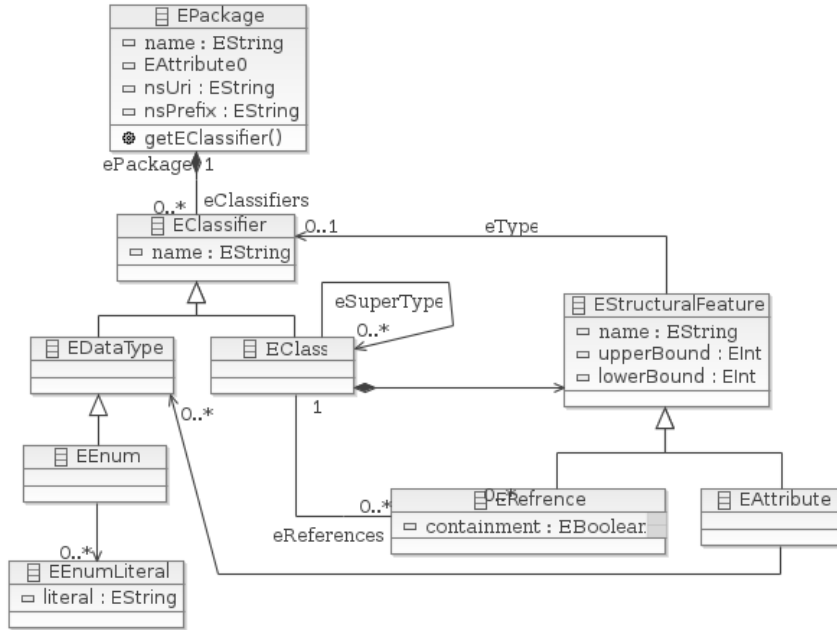 EPackage
name : EString
EAttribute0
nsUri : EString
nsPrefix : EString
getEClassifier()
ePackage 1
0..* eClassifiers
EClassifier
name : EString
0..1 eType
eSuperType
0..*
EStructuralFeature
name : EString
upperBound : EInt
lowerBound : EInt
EDataType
EClass
0..*
1
EEnum
0..*
0..*
eReferences
ERefrence
containment : EBoolean
EAttribute
0..*
EEnumLiteral
literal : EString